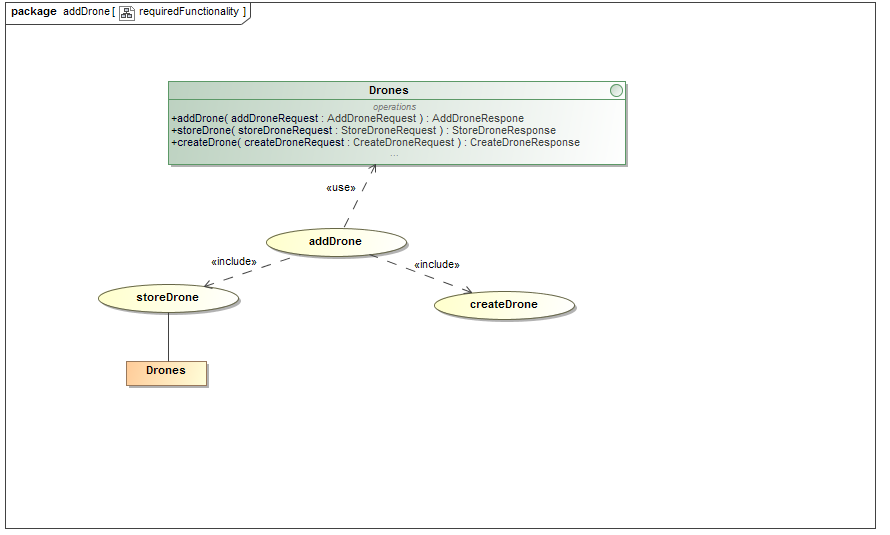 package addDrone [ requiredFunctionality ]
Drones
operations
+addDrone( addDroneRequest : AddDroneRequest ) : AddDroneRespone
+storeDrone( storeDroneRequest : StoreDroneRequest ) : StoreDroneResponse
+createDrone( createDroneRequest : CreateDroneRequest ) : CreateDroneResponse
...
«use»
addDrone
«include»
«include»
storeDrone
createDrone
Drones